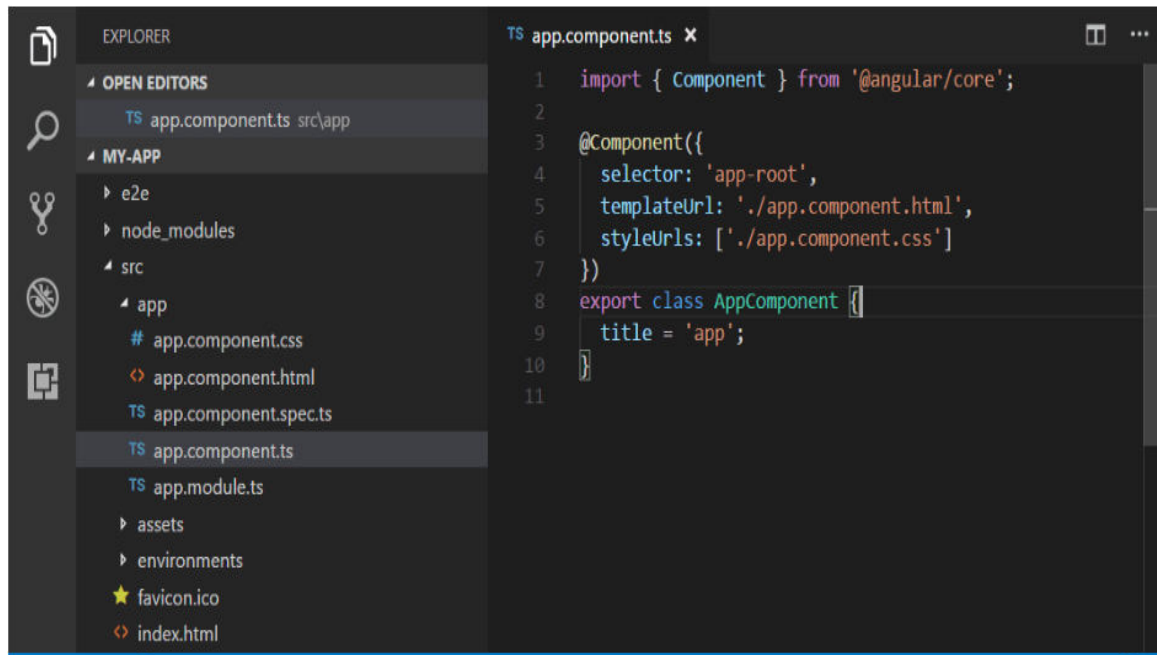 EXPLORER
OPEN EDITORS
TS app.component.ts src\app
MY-APP
e2e
node_modules
src
app
# app.component.css
<> app.component.html
TS app.component.spec.ts
TS app.component.ts
TS app.module.ts
assets
environments
favicon.ico
<> index.html
TS app.component.ts ×
1 import { Component } from '@angular/core';
2
3 @Component({
4   selector: 'app-root',
5   templateUrl: './app.component.html',
6   styleUrls: ['./app.component.css']
7 })
8 export class AppComponent {
9   title = 'app';
10 }
11